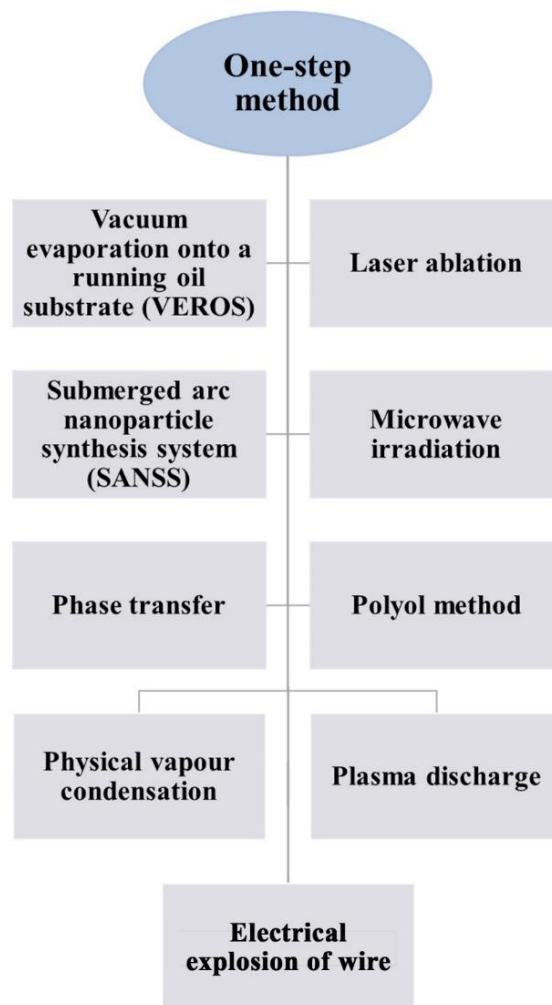 One-step
method
Vacuum
evaporation onto a
running oil
substrate (VEROS)
Laser ablation
Submerged arc
nanoparticle
synthesis system
(SANSS)
Microwave
irradiation
Phase transfer
Polyol method
Physical vapour
condensation
Plasma discharge
Electrical
explosion of wire